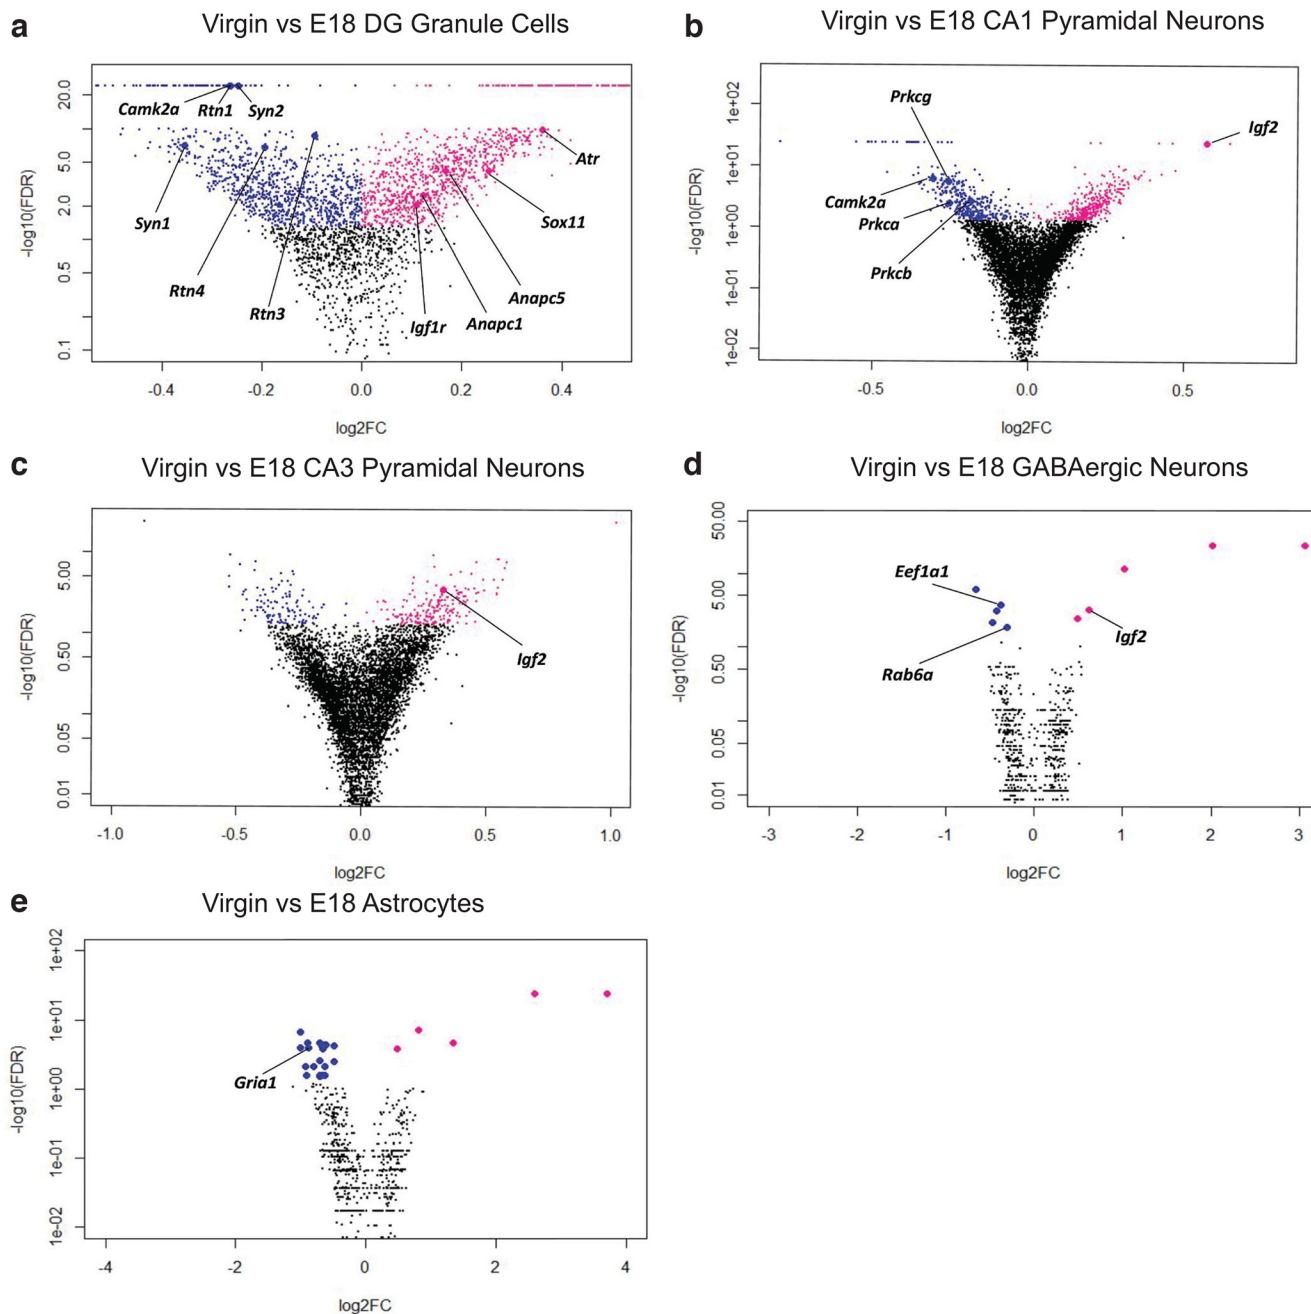 a
Virgin vs E18 DG Granule Cells
-log10(FDR)
20.0
5.0
2.0
0.5
0.1
Camk2a
Rtn1
Syn2
Atr
Syn1
Sox11
Rtn4
Rtn3
Igf1r
Anapc1
Anapc5
-0.4
-0.2
0.0
0.2
0.4
log2FC
b
Virgin vs E18 CA1 Pyramidal Neurons
-log10(FDR)
1e+02
1e+01
1e+00
1e-01
1e-02
Prkcg
Igf2
Camk2a
Prkca
Prkcb
-0.5
0.0
0.5
log2FC
c
Virgin vs E18 CA3 Pyramidal Neurons
-log10(FDR)
5.00
0.50
0.05
0.01
Igf2
-1.0
-0.5
0.0
0.5
1.0
log2FC
d
Virgin vs E18 GABAergic Neurons
-log10(FDR)
50.00
5.00
0.50
0.05
0.01
Eef1a1
Igf2
Rab6a
-3
-2
-1
0
1
2
3
log2FC
e
Virgin vs E18 Astrocytes
-log10(FDR)
1e+02
1e+01
1e+00
1e-01
1e-02
Gria1
-4
-2
0
2
4
log2FC